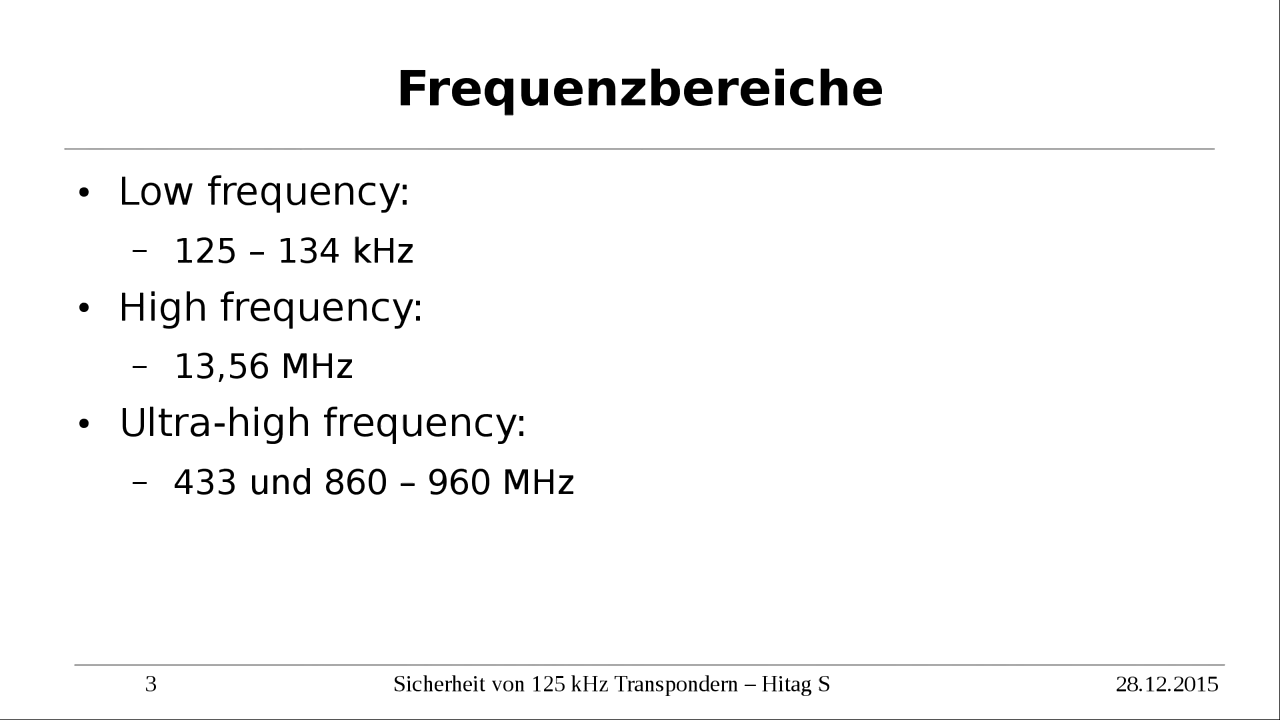 Frequenzbereiche
• Low frequency:
– 125 – 134 kHz
• High frequency:
– 13,56 MHz
• Ultra-high frequency:
– 433 und 860 – 960 MHz
3 Sicherheit von 125 kHz Transpondern – Hitag S 28.12.2015